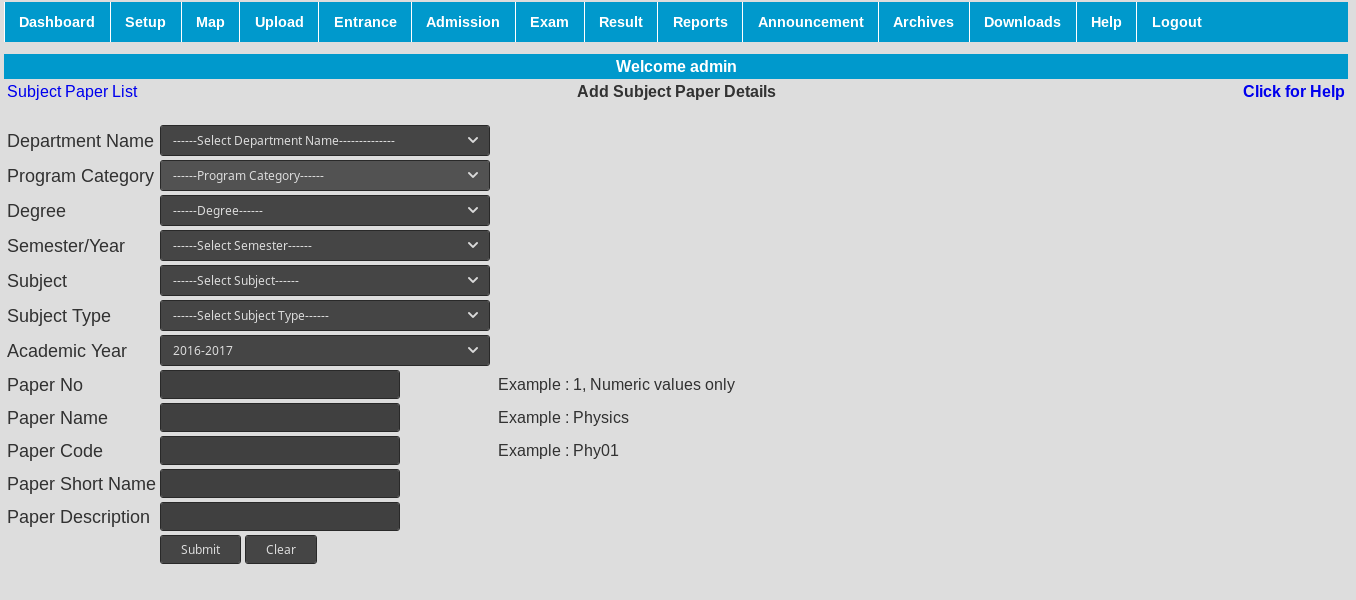 Dashboard Setup Map Upload Entrance Admission Exam Result Reports Announcement Archives Downloads Help Logout
Welcome admin
Subject Paper List Add Subject Paper Details Click for Help
Department Name ------Select Department Name--------------
Program Category ------Program Category------
Degree ------Degree------
Semester/Year ------Select Semester------
Subject ------Select Subject------
Subject Type ------Select Subject Type------
Academic Year 2016-2017
Paper No Example : 1, Numeric values only
Paper Name Example : Physics
Paper Code Example : Phy01
Paper Short Name
Paper Description
Submit Clear